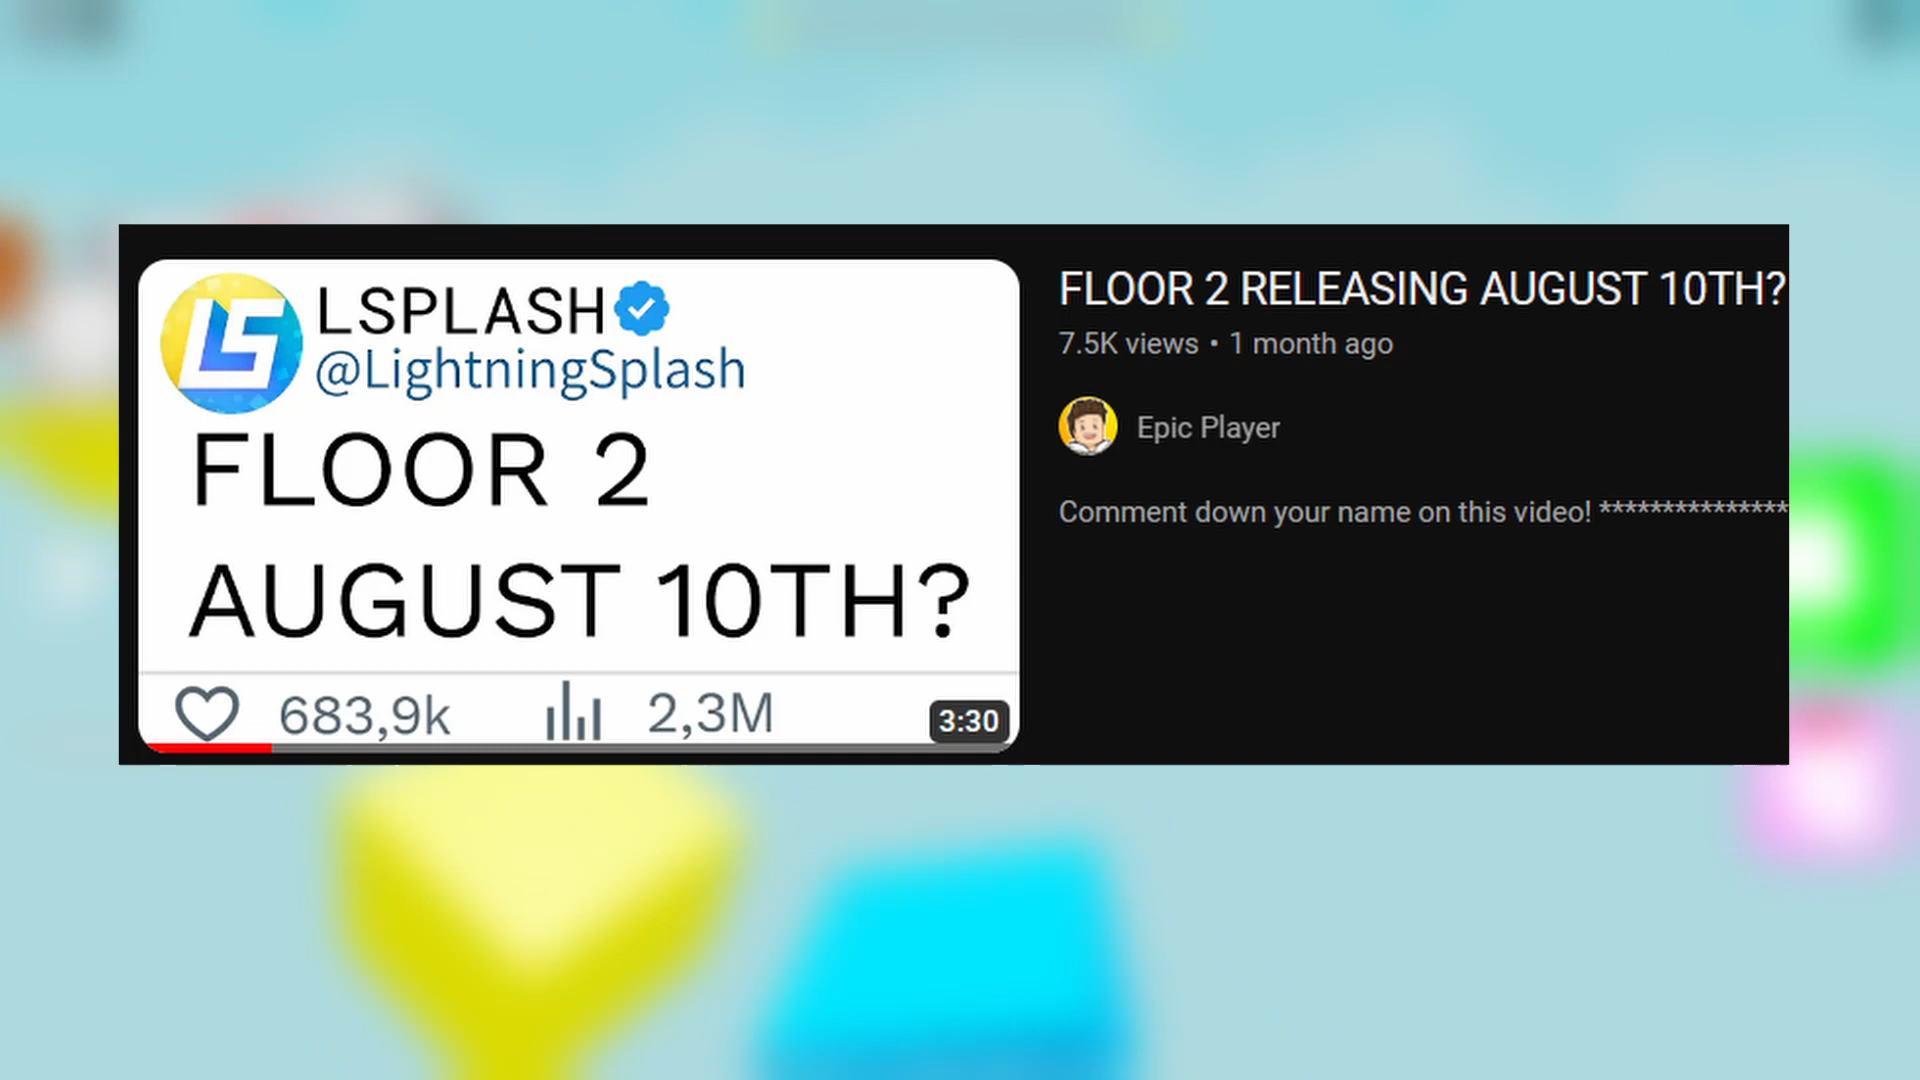 LSPLASH
@LightningSplash
FLOOR 2
AUGUST 10TH?
683,9k 2,3M
3:30
FLOOR 2 RELEASING AUGUST 10TH?
7.5K views • 1 month ago
Epic Player
Comment down your name on this video! ***************